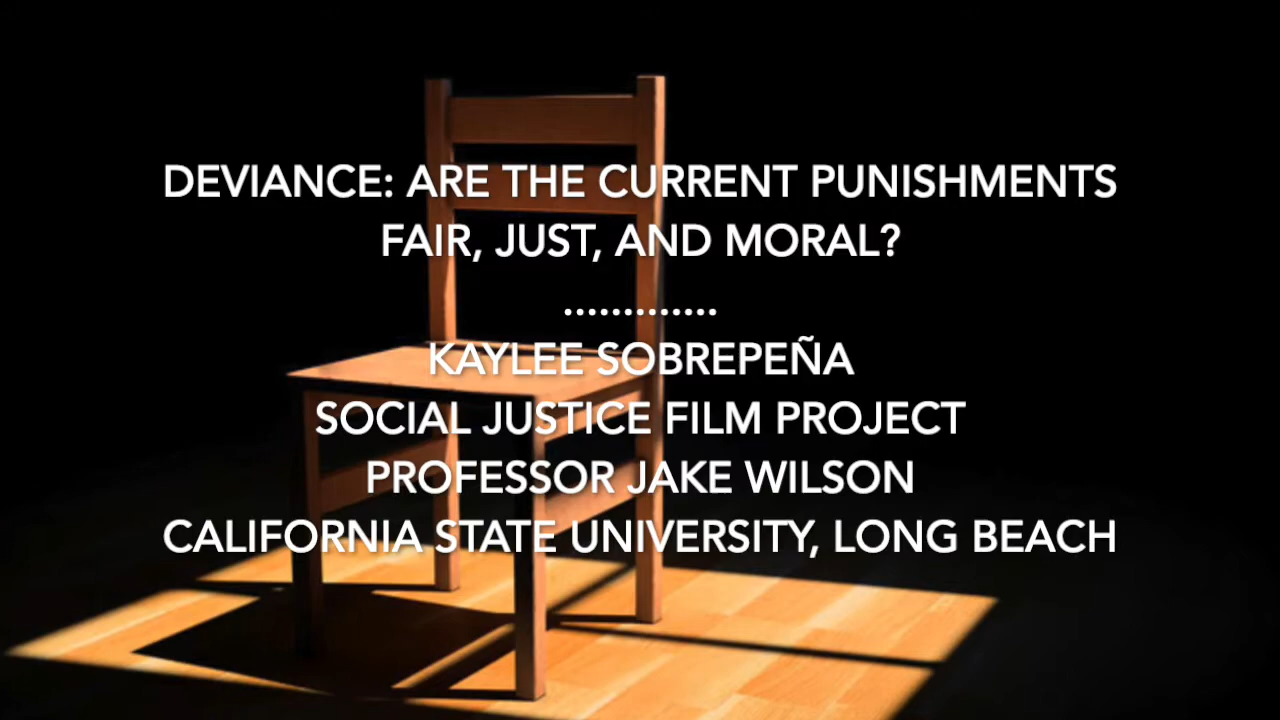 DEVIANCE: ARE THE CURRENT PUNISHMENTS
FAIR, JUST, AND MORAL?
.............
KAYLEE SOBREPEÑA
SOCIAL JUSTICE FILM PROJECT
PROFESSOR JAKE WILSON
CALIFORNIA STATE UNIVERSITY, LONG BEACH